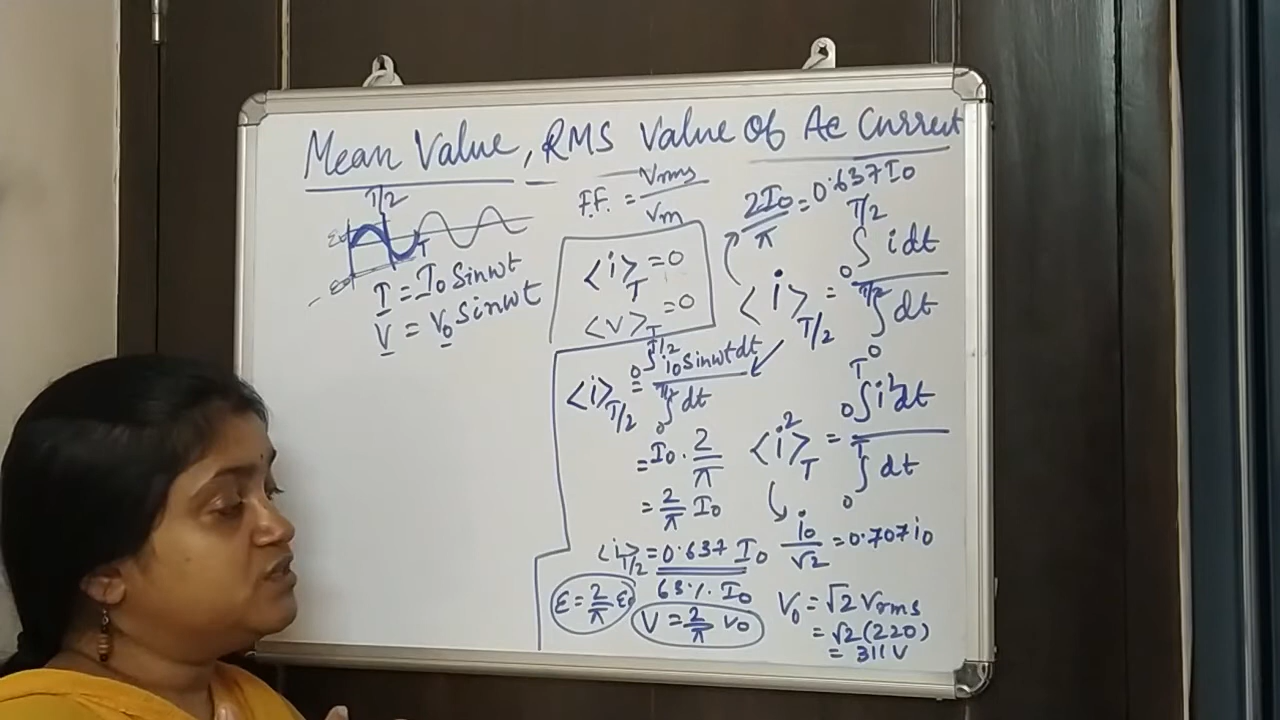 Mean Value, RMS Value of Ac Current
T/2
T
I = I₀ Sinωt
V = V₀ Sinωt
F.F. = Vrms / Vm
<i>T = 0
<v>T = 0
<i>T/2 = ₀∫^T/2 i₀ sinωt dt / ₀∫^T/2 dt
= I₀ . 2/π
= 2/π I₀
<i>T/2 = 0.637 I₀
63%. I₀
ε = 2/π ε₀
V = 2/π V₀
2I₀/π = 0.637 I₀
<i>T/2 = ₀∫^T/2 i dt / ₀∫^T/2 dt
<i²>T = ₀∫^T i² dt / ₀∫^T dt
i₀/√2 = 0.707 i₀
V₀ = √2 Vrms
= √2 (220)
= 311 V